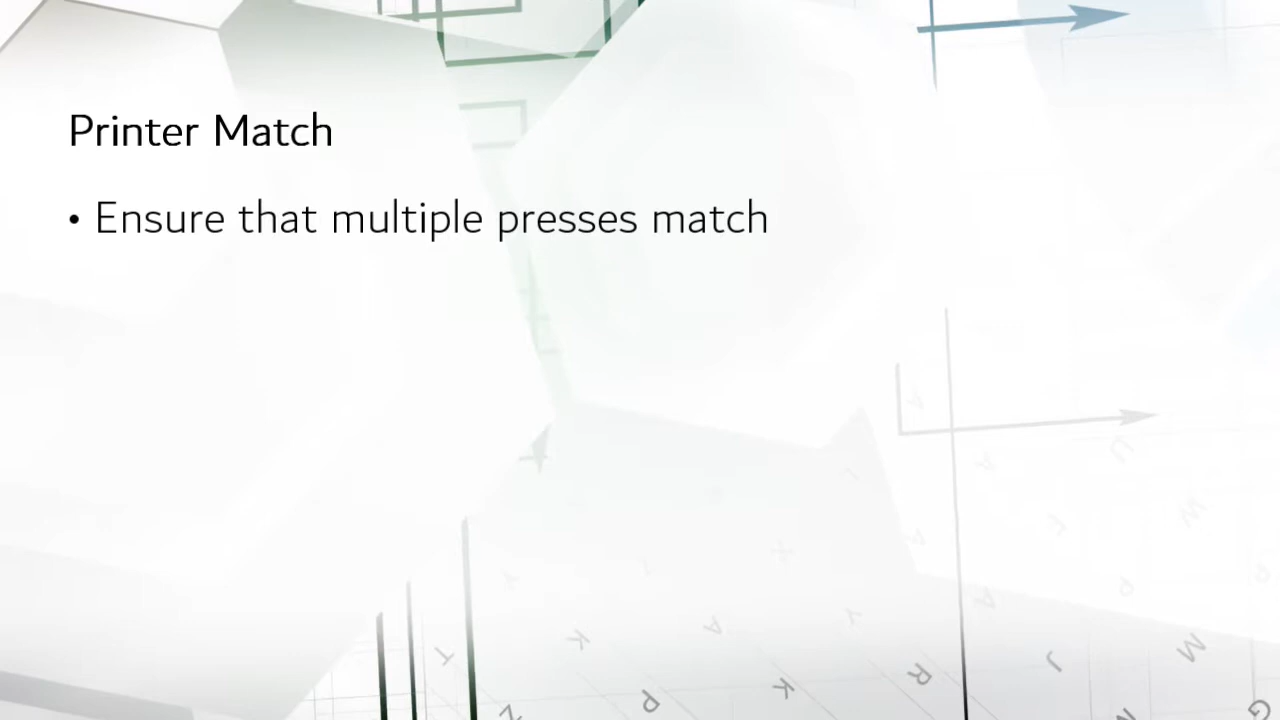 Printer Match
• Ensure that multiple presses match